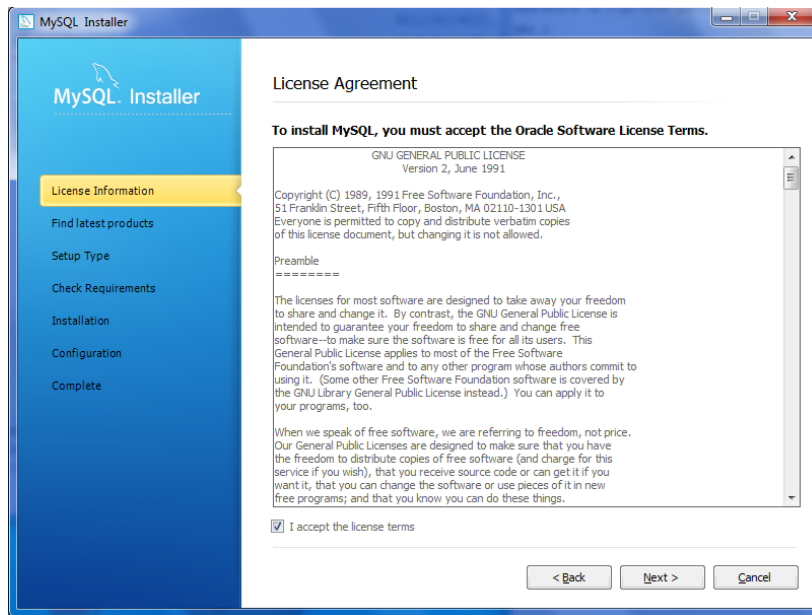 MySQL Installer
MySQL. Installer
License Information
Find latest products
Setup Type
Check Requirements
Installation
Configuration
Complete
License Agreement
To install MySQL, you must accept the Oracle Software License Terms.
GNU GENERAL PUBLIC LICENSE
Version 2, June 1991
Copyright (C) 1989, 1991 Free Software Foundation, Inc.,
51 Franklin Street, Fifth Floor, Boston, MA 02110-1301 USA
Everyone is permitted to copy and distribute verbatim copies
of this license document, but changing it is not allowed.
Preamble
========
The licenses for most software are designed to take away your freedom
to share and change it. By contrast, the GNU General Public License is
intended to guarantee your freedom to share and change free
software--to make sure the software is free for all its users. This
General Public License applies to most of the Free Software
Foundation's software and to any other program whose authors commit to
using it. (Some other Free Software Foundation software is covered by
the GNU Library General Public License instead.) You can apply it to
your programs, too.
When we speak of free software, we are referring to freedom, not price.
Our General Public Licenses are designed to make sure that you have
the freedom to distribute copies of free software (and charge for this
service if you wish), that you receive source code or can get it if you
want it, that you can change the software or use pieces of it in new
free programs; and that you know you can do these things.
I accept the license terms
< Back
Next >
Cancel